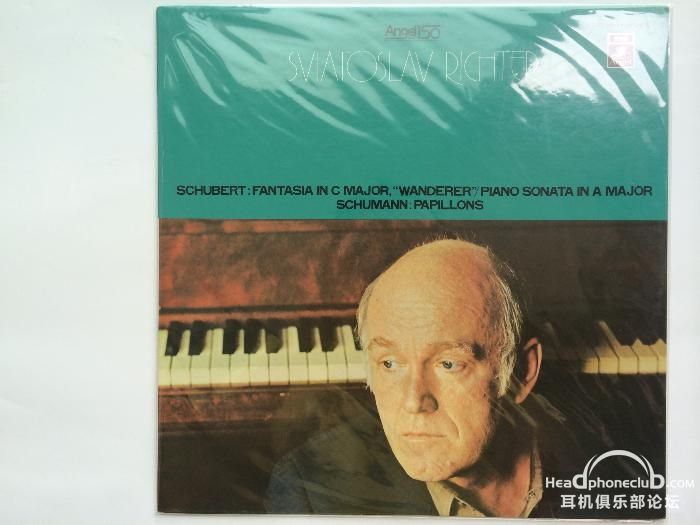 Angel 150
SVIATOSLAV RICHTER
SCHUBERT: FANTASIA IN C MAJOR, "WANDERER"/PIANO SONATA IN A MAJOR
SCHUMANN: PAPILLONS
Headphoneclub.com
耳机俱乐部论坛